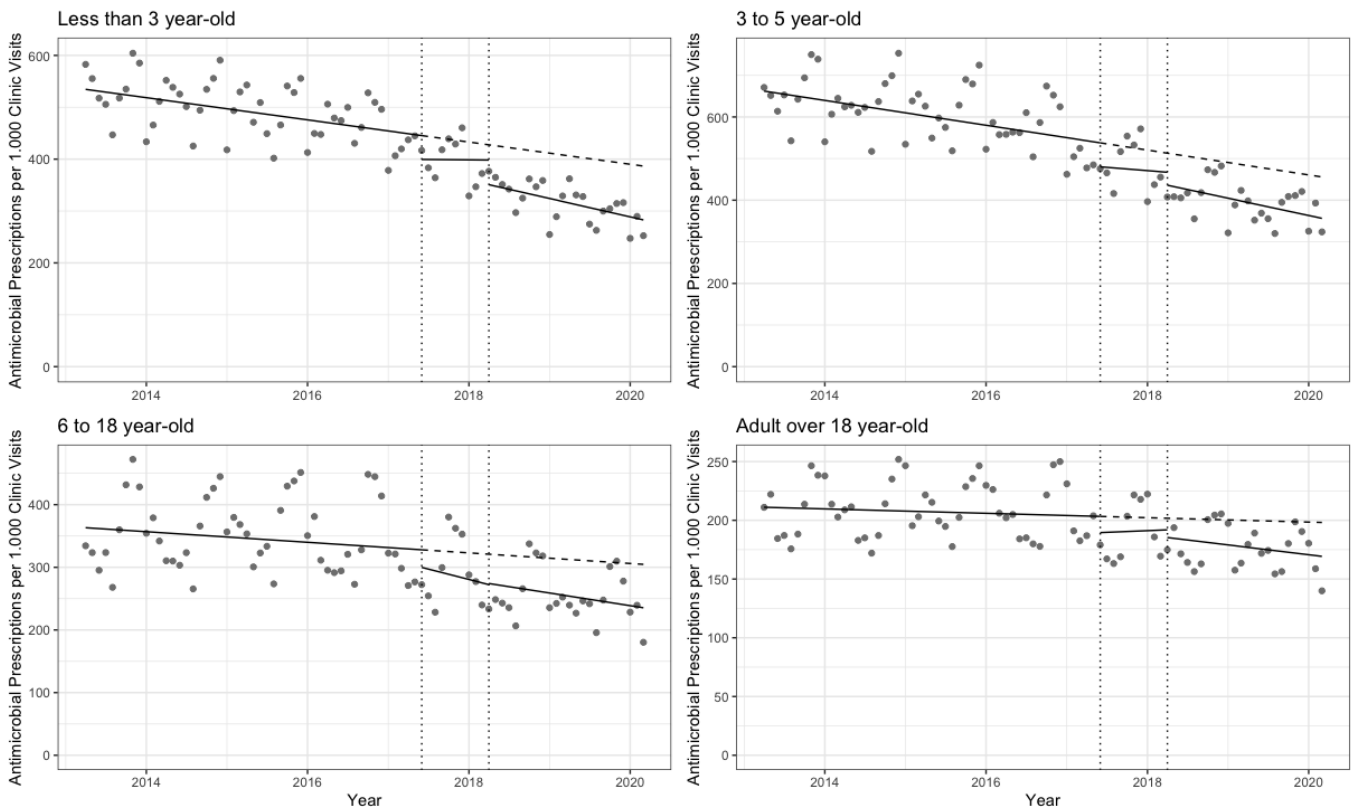 Less than 3 year-old
Antimicrobial Prescriptions per 1.000 Clinic Visits
600
400
200
0
2014 2016 2018 2020
3 to 5 year-old
Antimicrobial Prescriptions per 1.000 Clinic Visits
600
400
200
0
2014 2016 2018 2020
6 to 18 year-old
Antimicrobial Prescriptions per 1.000 Clinic Visits
400
300
200
100
0
2014 2016 2018 2020
Year
Adult over 18 year-old
Antimicrobial Prescriptions per 1.000 Clinic Visits
250
200
150
100
50
0
2014 2016 2018 2020
Year